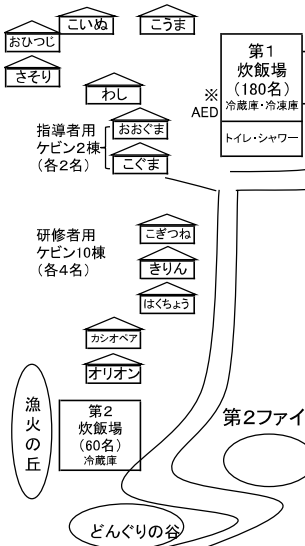 こいぬ
こうま
おひつじ
さそり
わし
第1
炊飯場
(180名)
冷蔵庫・冷凍庫
トイレ・シャワー
※
AED
指導者用
ケビン2棟
(各2名)
おおぐま
こぐま
研修者用
ケビン10棟
(各4名)
こぎつね
きりん
はくちょう
カシオペア
オリオン
漁火の丘
第2
炊飯場
(60名)
冷蔵庫
第2ファイ
どんぐりの谷